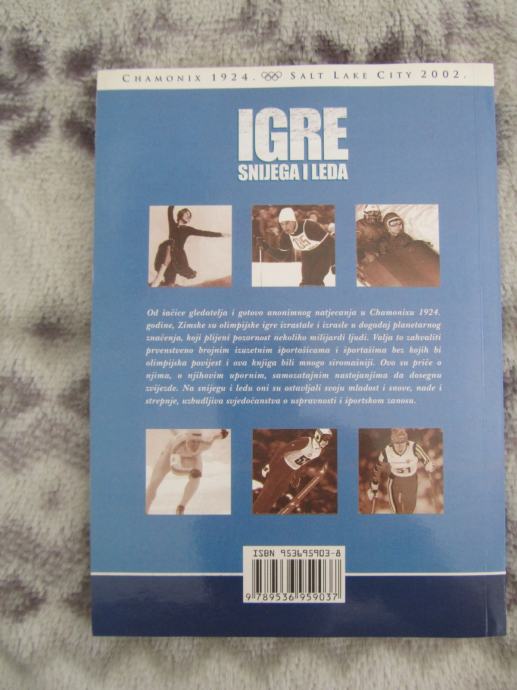 CHAMONIX 1924. SALT LAKE CITY 2002.
IGRE
SNIJEGA I LEDA
Od šačice gledatelja i gotovo anonimnog natjecanja u Chamonixu 1924.
godine, Zimske su olimpijske igre izrastale i izrasle u događaj planetarnog
značenja, koji plijeni pozornost nekoliko milijardi ljudi. Valja to zahvaliti
prvenstveno brojnim izuzetnim športašicama i športašima bez kojih bi
olimpijska povijest i ova knjiga bili mnogo siromašniji. Ovo su priče o
njima, o njihovim upornim, samozatajnim nastojanjima da dosegnu
zvijezde. Na snijegu i ledu oni su ostavljali svoju mladost i snove, nade i
strepnje, uzbudljiva svjedočanstva o uspravnosti i športskom zanosu.
51
ISBN 953695903-8
9 789536 959037